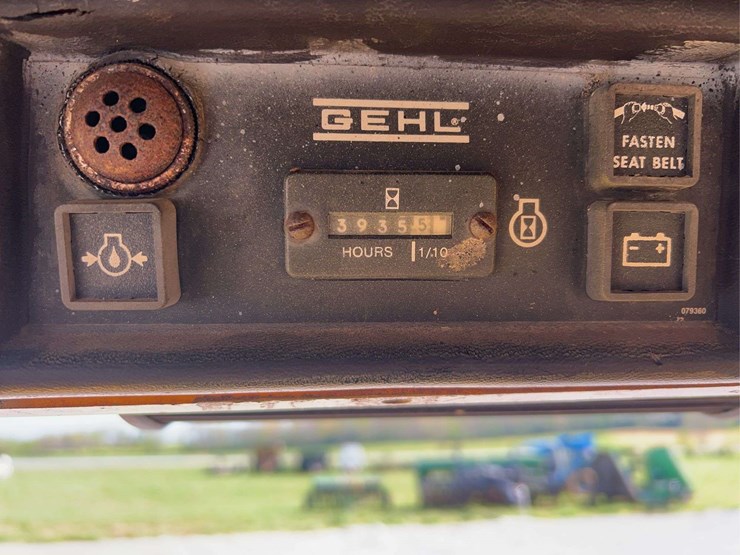 GEHL®
FASTEN
SEAT BELT
3935
HOURS 1/10
079360